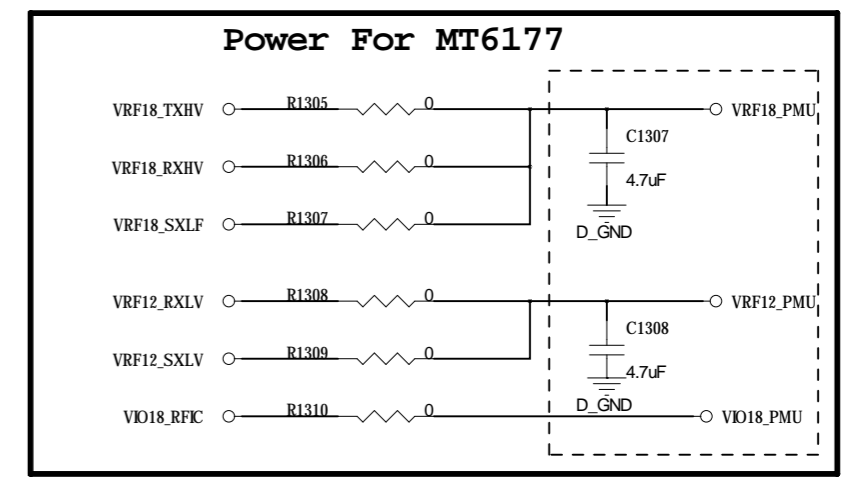 Power For MT6177
VRF18_TXHV R1305 0 VRF18_PMU
C1307
VRF18_RXHV R1306 0
4.7uF
VRF18_SXLF R1307 0
D_GND
VRF12_RXLV R1308 0 VRF12_PMU
C1308
VRF12_SXLV R1309 0
4.7uF
D_GND
VIO18_RFIC R1310 0 VIO18_PMU